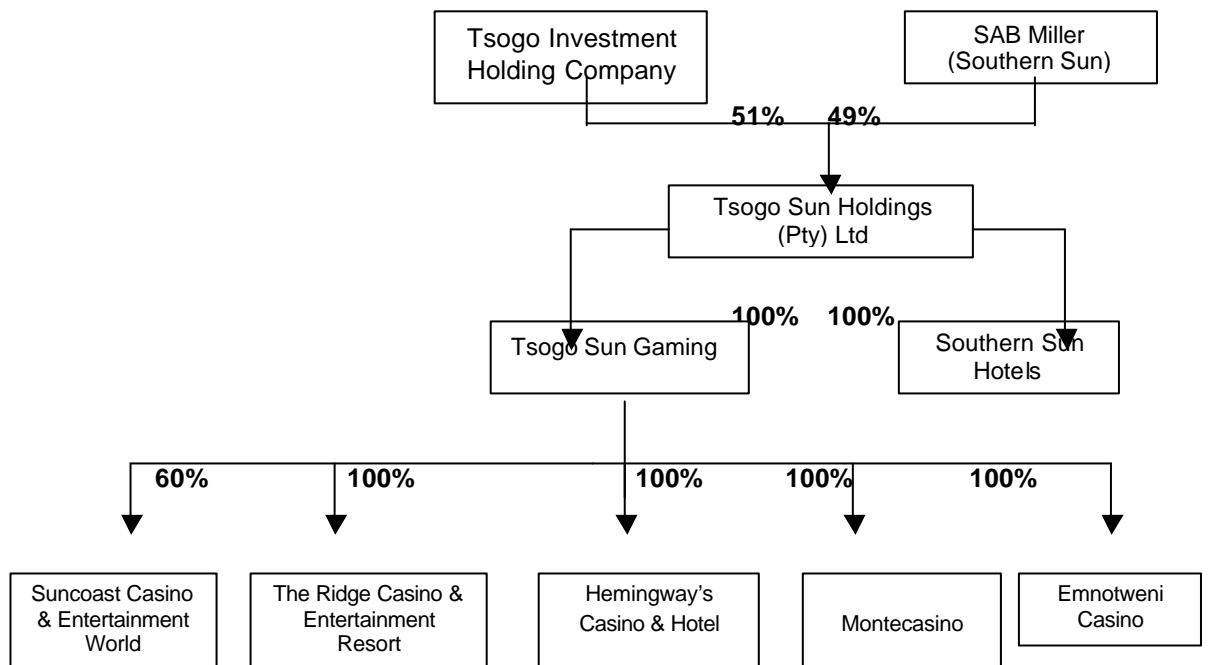 Tsogo Investment
Holding Company
SAB Miller
(Southern Sun)
51%
49%
Tsogo Sun Holdings
(Pty) Ltd
100%
100%
Tsogo Sun Gaming
Southern Sun
Hotels
60%
100%
100%
100%
100%
Suncoast Casino
& Entertainment
World
The Ridge Casino &
Entertainment
Resort
Hemingway's
Casino & Hotel
Montecasino
Emnotweni
Casino